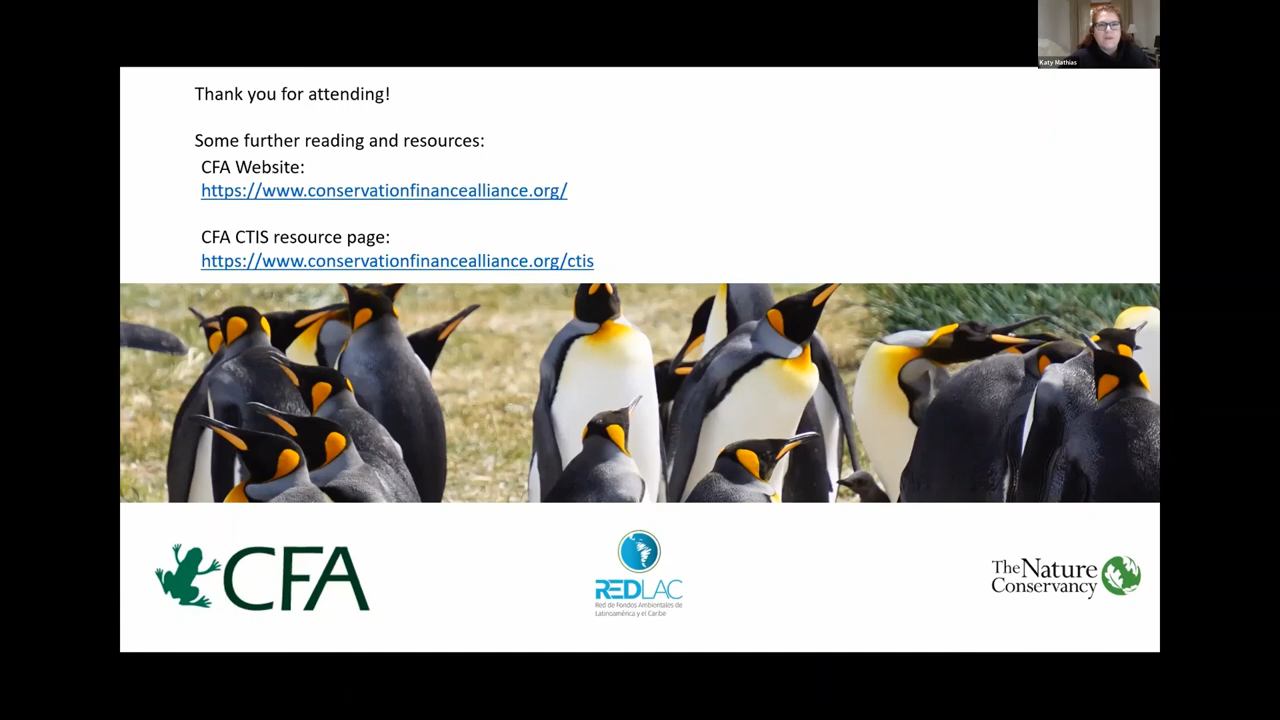 Katy Mathias
Thank you for attending!
Some further reading and resources:
CFA Website:
https://www.conservationfinancealliance.org/
CFA CTIS resource page:
https://www.conservationfinancealliance.org/ctis
CFA
REDLAC
Red de Fondos Ambientales de
Latinoamérica y el Caribe
The Nature
Conservancy